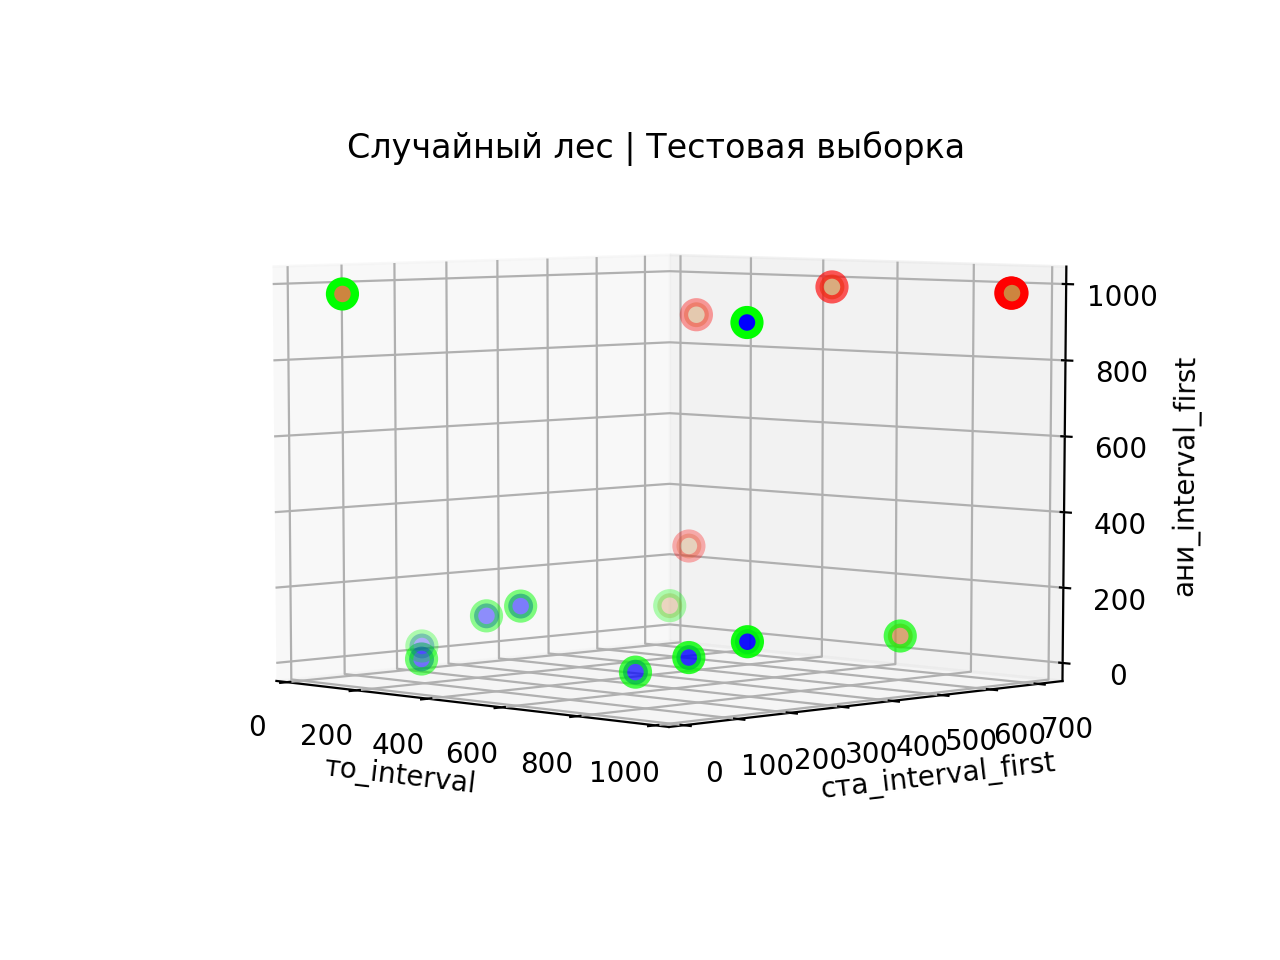 Случайный лес | Тестовая выборка
1000
800
600
400
200
0
ани_interval_first
0 200 400 600 800 1000
то_interval
0 100 200 300 400 500 600 700
ста_interval_first